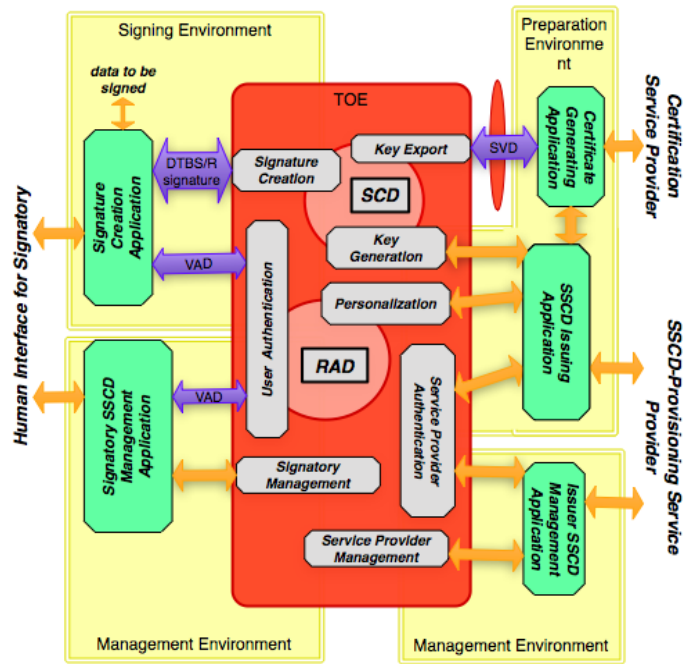 Signing Environment
Preparation
Environme
nt
data to be
signed
TOE
Signature
Creation
Application
DTBS/R
signature
Signature
Creation
Key Export
SVD
Certificate
Generating
Application
Certification
Service Provider
SCD
Key
Generation
VAD
User Authentication
Personalization
SSCD Issuing
Application
Human Interface for Signatory
RAD
Service Provider
Authentication
SSCD-Provisioning Service
Provider
Signatory SSCD
Management
Application
VAD
Signatory
Management
Issuer SSCD
Management
Application
Service Provider
Management
Management Environment
Management Environment